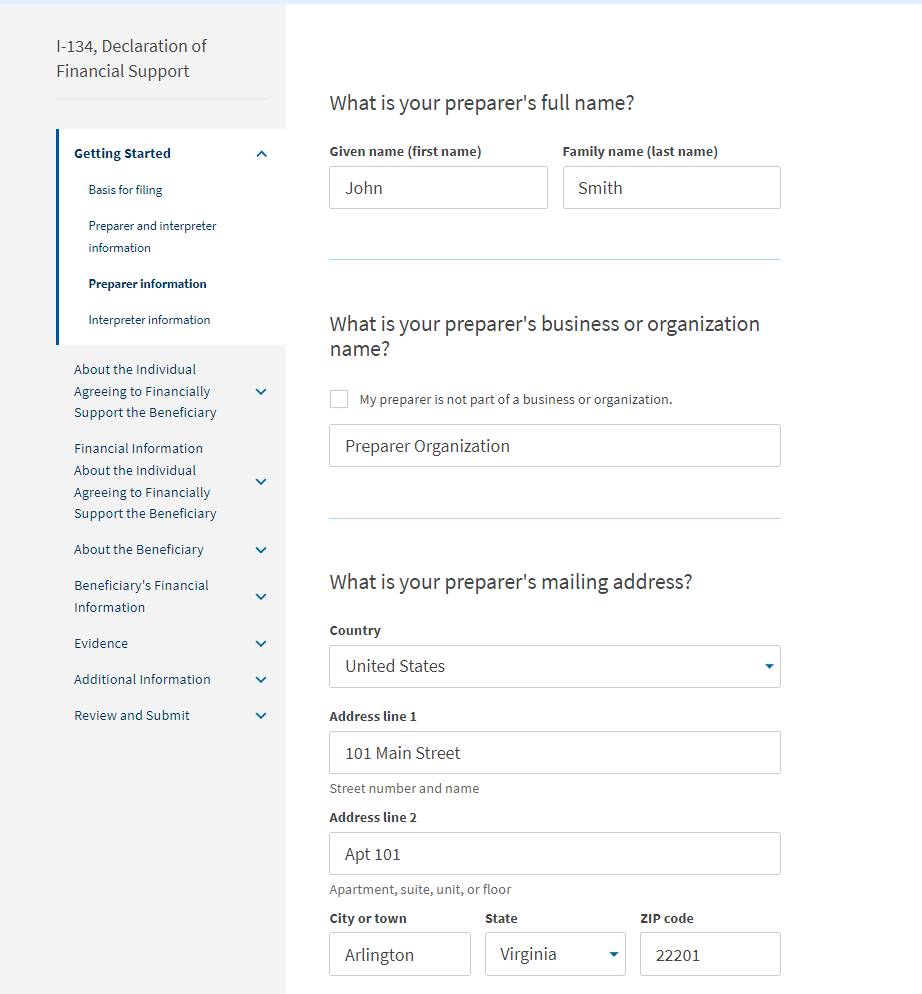 I-134, Declaration of
Financial Support
Getting Started
Basis for filing
Preparer and interpreter
information
Preparer information
Interpreter information
About the Individual
Agreeing to Financially
Support the Beneficiary
Financial Information
About the Individual
Agreeing to Financially
Support the Beneficiary
About the Beneficiary
Beneficiary's Financial
Information
Evidence
Additional Information
Review and Submit
What is your preparer's full name?
Given name (first name) Family name (last name)
John Smith
What is your preparer's business or organization
name?
My preparer is not part of a business or organization.
Preparer Organization
What is your preparer's mailing address?
Country
United States
Address line 1
101 Main Street
Street number and name
Address line 2
Apt 101
Apartment, suite, unit, or floor
City or town State ZIP code
Arlington Virginia 22201